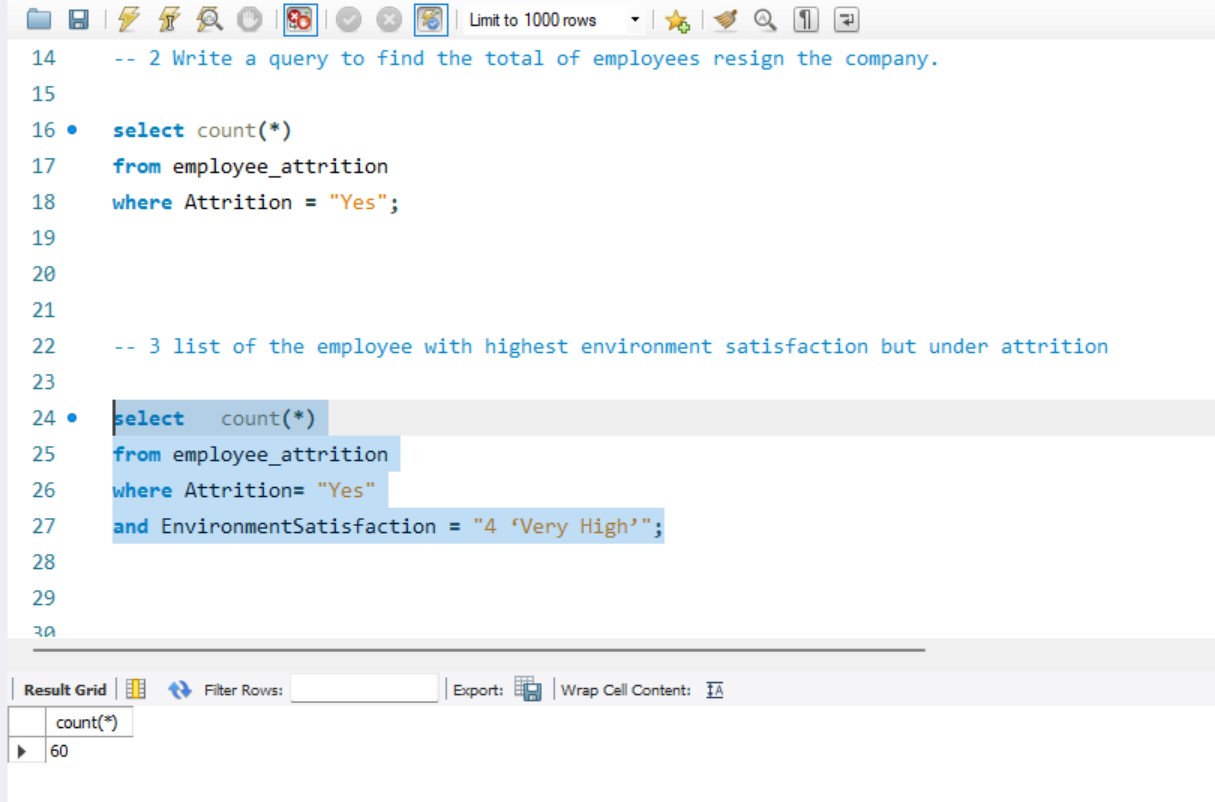 Limit to 1000 rows
14 -- 2 Write a query to find the total of employees resign the company.
15
16 select count(*)
17 from employee_attrition
18 where Attrition = "Yes";
19
20
21
22 -- 3 list of the employee with highest environment satisfaction but under attrition
23
24 select count(*)
25 from employee_attrition
26 where Attrition= "Yes"
27 and EnvironmentSatisfaction = "4 ‘Very High’";
28
29
30
Result Grid Filter Rows: Export: Wrap Cell Content:
count(*)
60